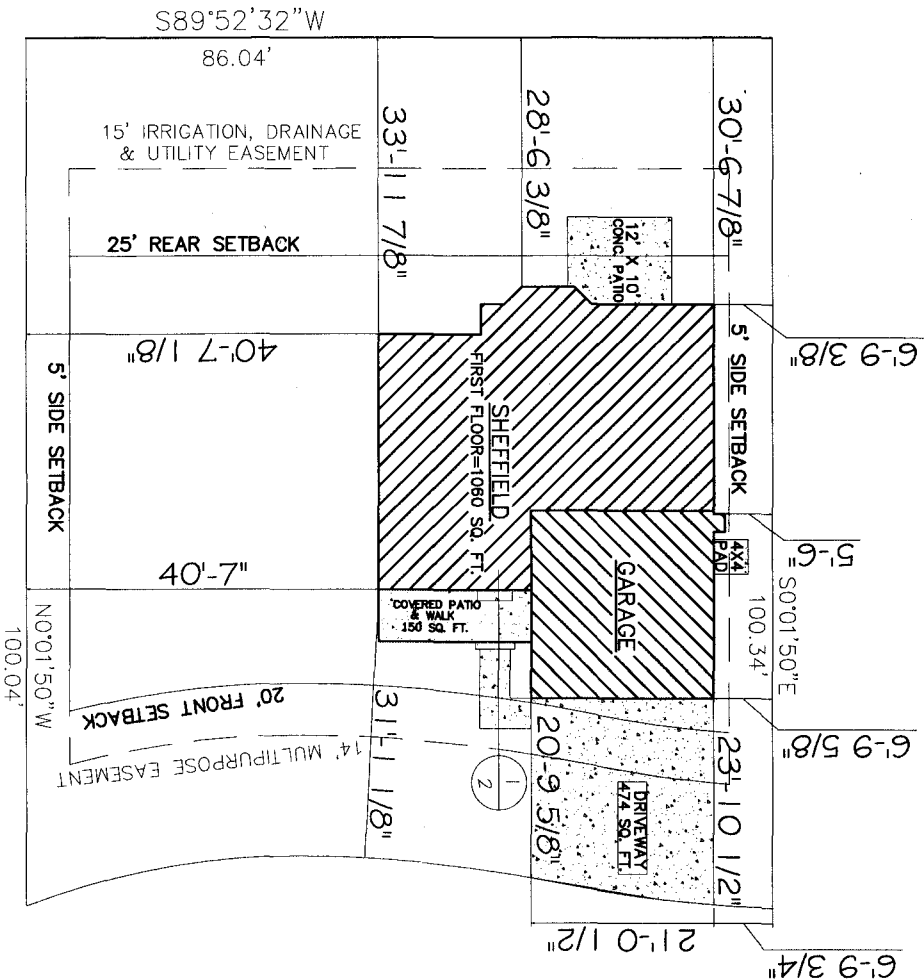 S89°52'32"W
86.04'
15' IRRIGATION, DRAINAGE
& UTILITY EASEMENT
25' REAR SETBACK
33'-11 7/8"
28'-6 3/8"
30'-6 7/8"
12' X 10'
CONC. PATIO
40'-7 1/8"
6'-9 3/8"
5' SIDE SETBACK
5' SIDE SETBACK
SHEFFIELD
FIRST FLOOR=1060 SQ. FT.
5'-6"
4X4
PAD
GARAGE
40'-7"
COVERED PATIO
& WALK
150 SQ. FT.
S0°01'50"E
100.34'
N0°01'50"W
100.04'
20' FRONT SETBACK
14' MULTIPURPOSE EASEMENT
31'-1 1/8"
1
2
20'-9 5/8"
DRIVEWAY
474 SQ. FT.
23'-10 1/2"
6'-9 5/8"
21'-0 1/2"
6'-9 3/4"